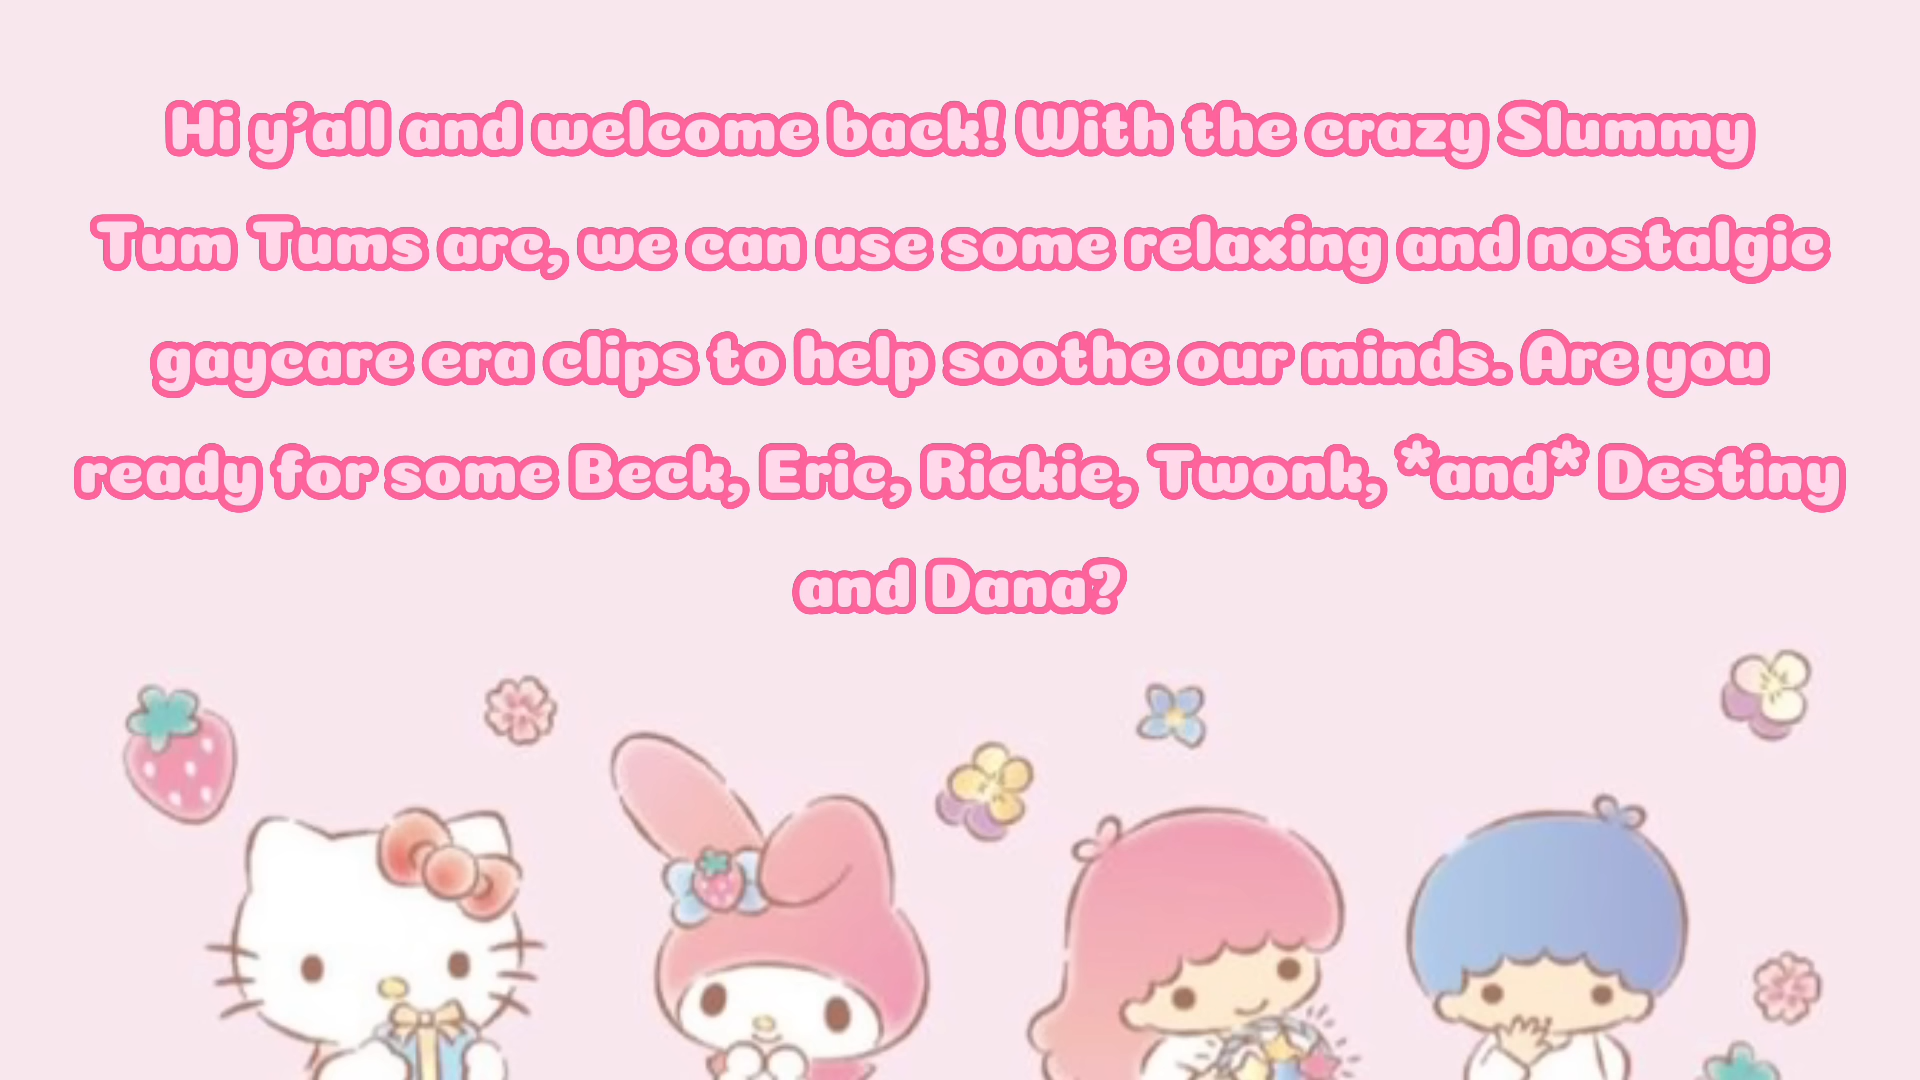 Hi y’all and welcome back! With the crazy Slummy
Tum Tums arc, we can use some relaxing and nostalgic
gaycare era clips to help soothe our minds. Are you
ready for some Beck, Eric, Rickie, Twonk, *and* Destiny
and Dana?